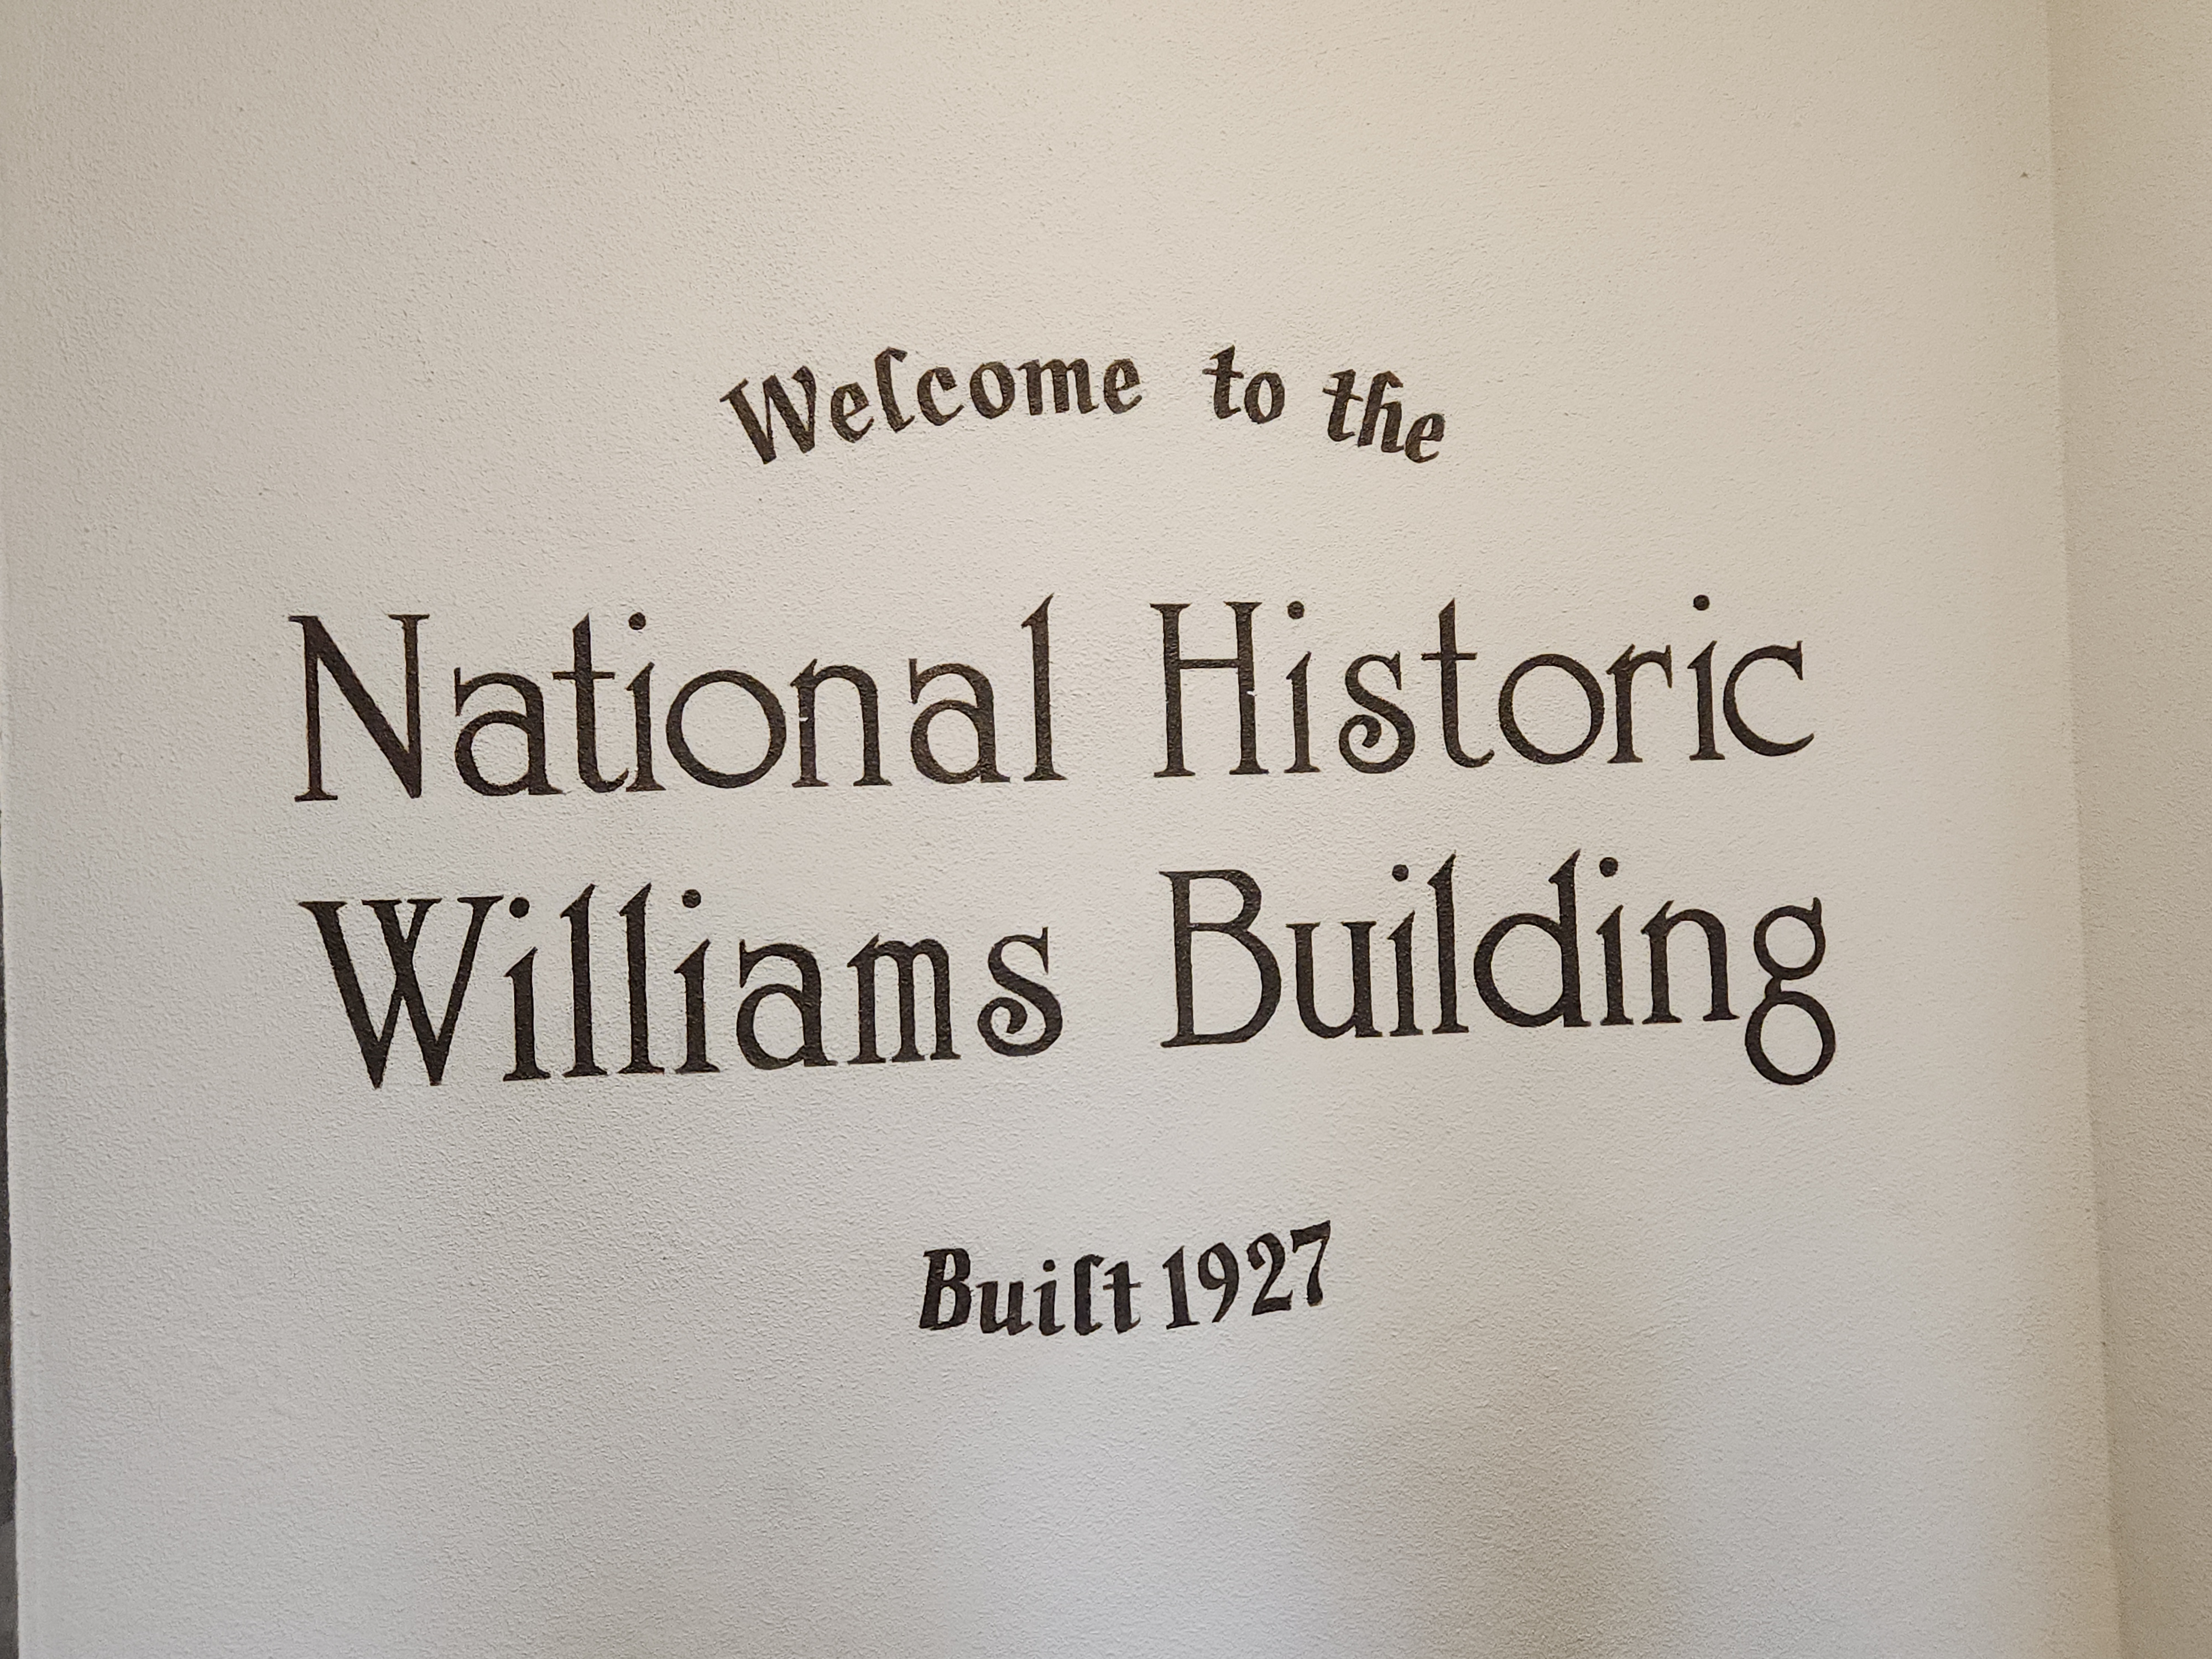 Welcome to the
National Historic
Williams Building
Built 1927